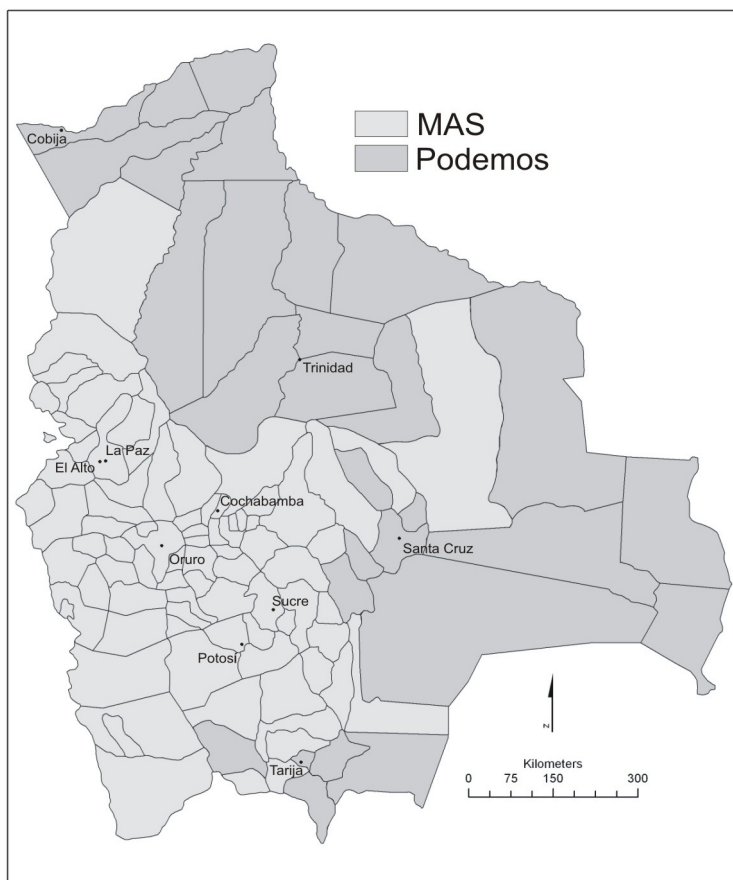 MAS
Podemos
Cobija
Trinidad
La Paz
El Alto
Cochabamba
Oruro
Santa Cruz
Sucre
Potosí
Tarija
N
Kilometers
0 75 150 300